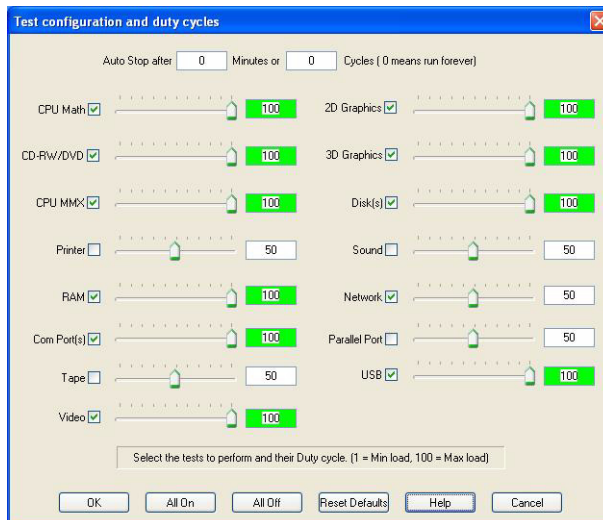 Test configuration and duty cycles
Auto Stop after 0 Minutes or 0 Cycles ( 0 means run forever)
CPU Math 100 2D Graphics 100
CD-RW/DVD 100 3D Graphics 100
CPU MMX 100 Disk(s) 100
Printer 50 Sound 50
RAM 100 Network 50
Com Port(s) 100 Parallel Port 50
Tape 50 USB 100
Video 100
Select the tests to perform and their Duty cycle. (1 = Min load, 100 = Max load)
OK All On All Off Reset Defaults Help Cancel